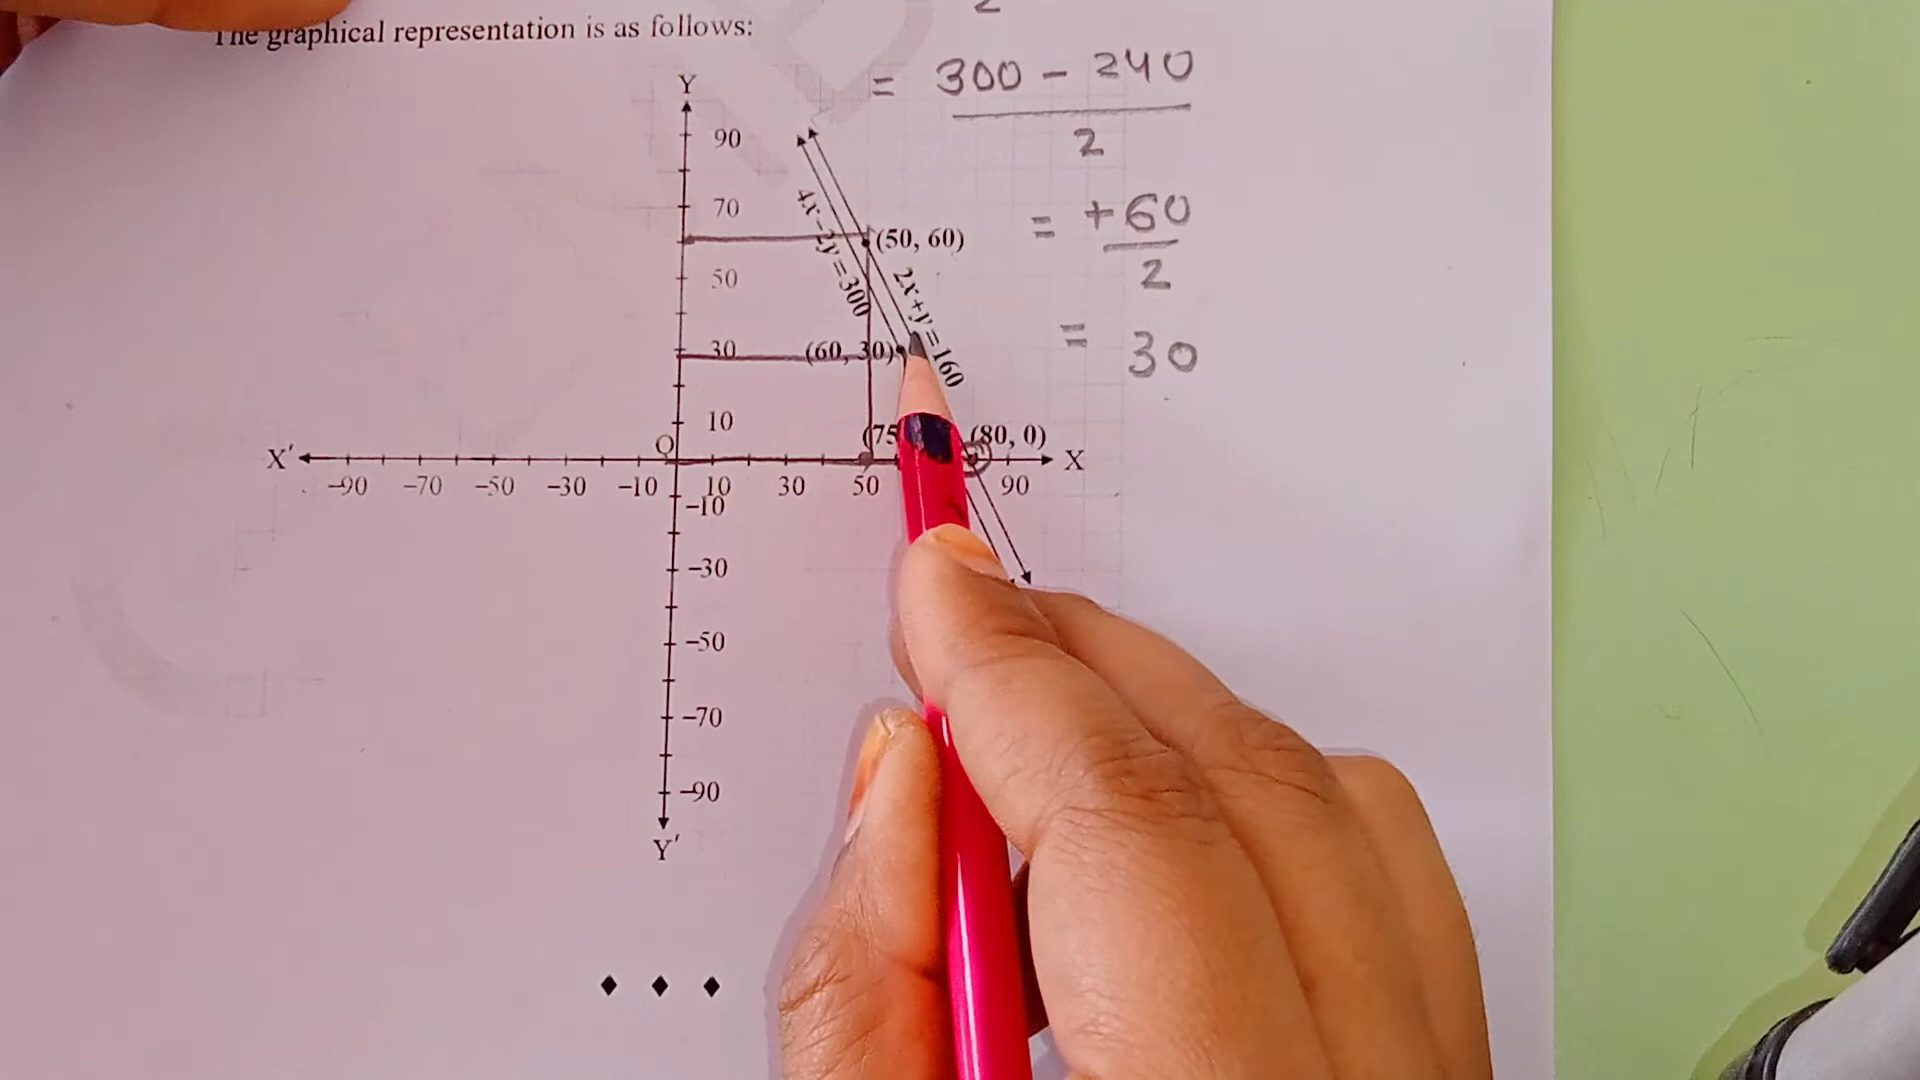 The graphical representation is as follows:
= 300 - 240
2
= +60
2
= 30
Y
90
70
50
30
10
4x-2y=300
2x+y=160
(50, 60)
(60, 30)
(75
(80, 0)
O
X′
X
-90 -70 -50 -30 -10 10 30 50 90
-10
-30
-50
-70
-90
Y′